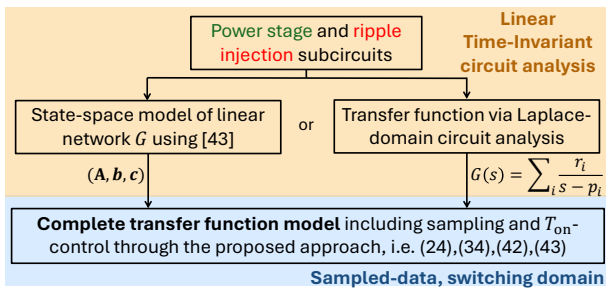 Power stage and ripple
injection subcircuits
Linear
Time-Invariant
circuit analysis
State-space model of linear
network G using [43]
or
Transfer function via Laplace-
domain circuit analysis
(A, b, c)
G(s) = ∑ᵢ rᵢ / (s − pᵢ)
Complete transfer function model including sampling and Tₒₙ-
control through the proposed approach, i.e. (24),(34),(42),(43)
Sampled-data, switching domain